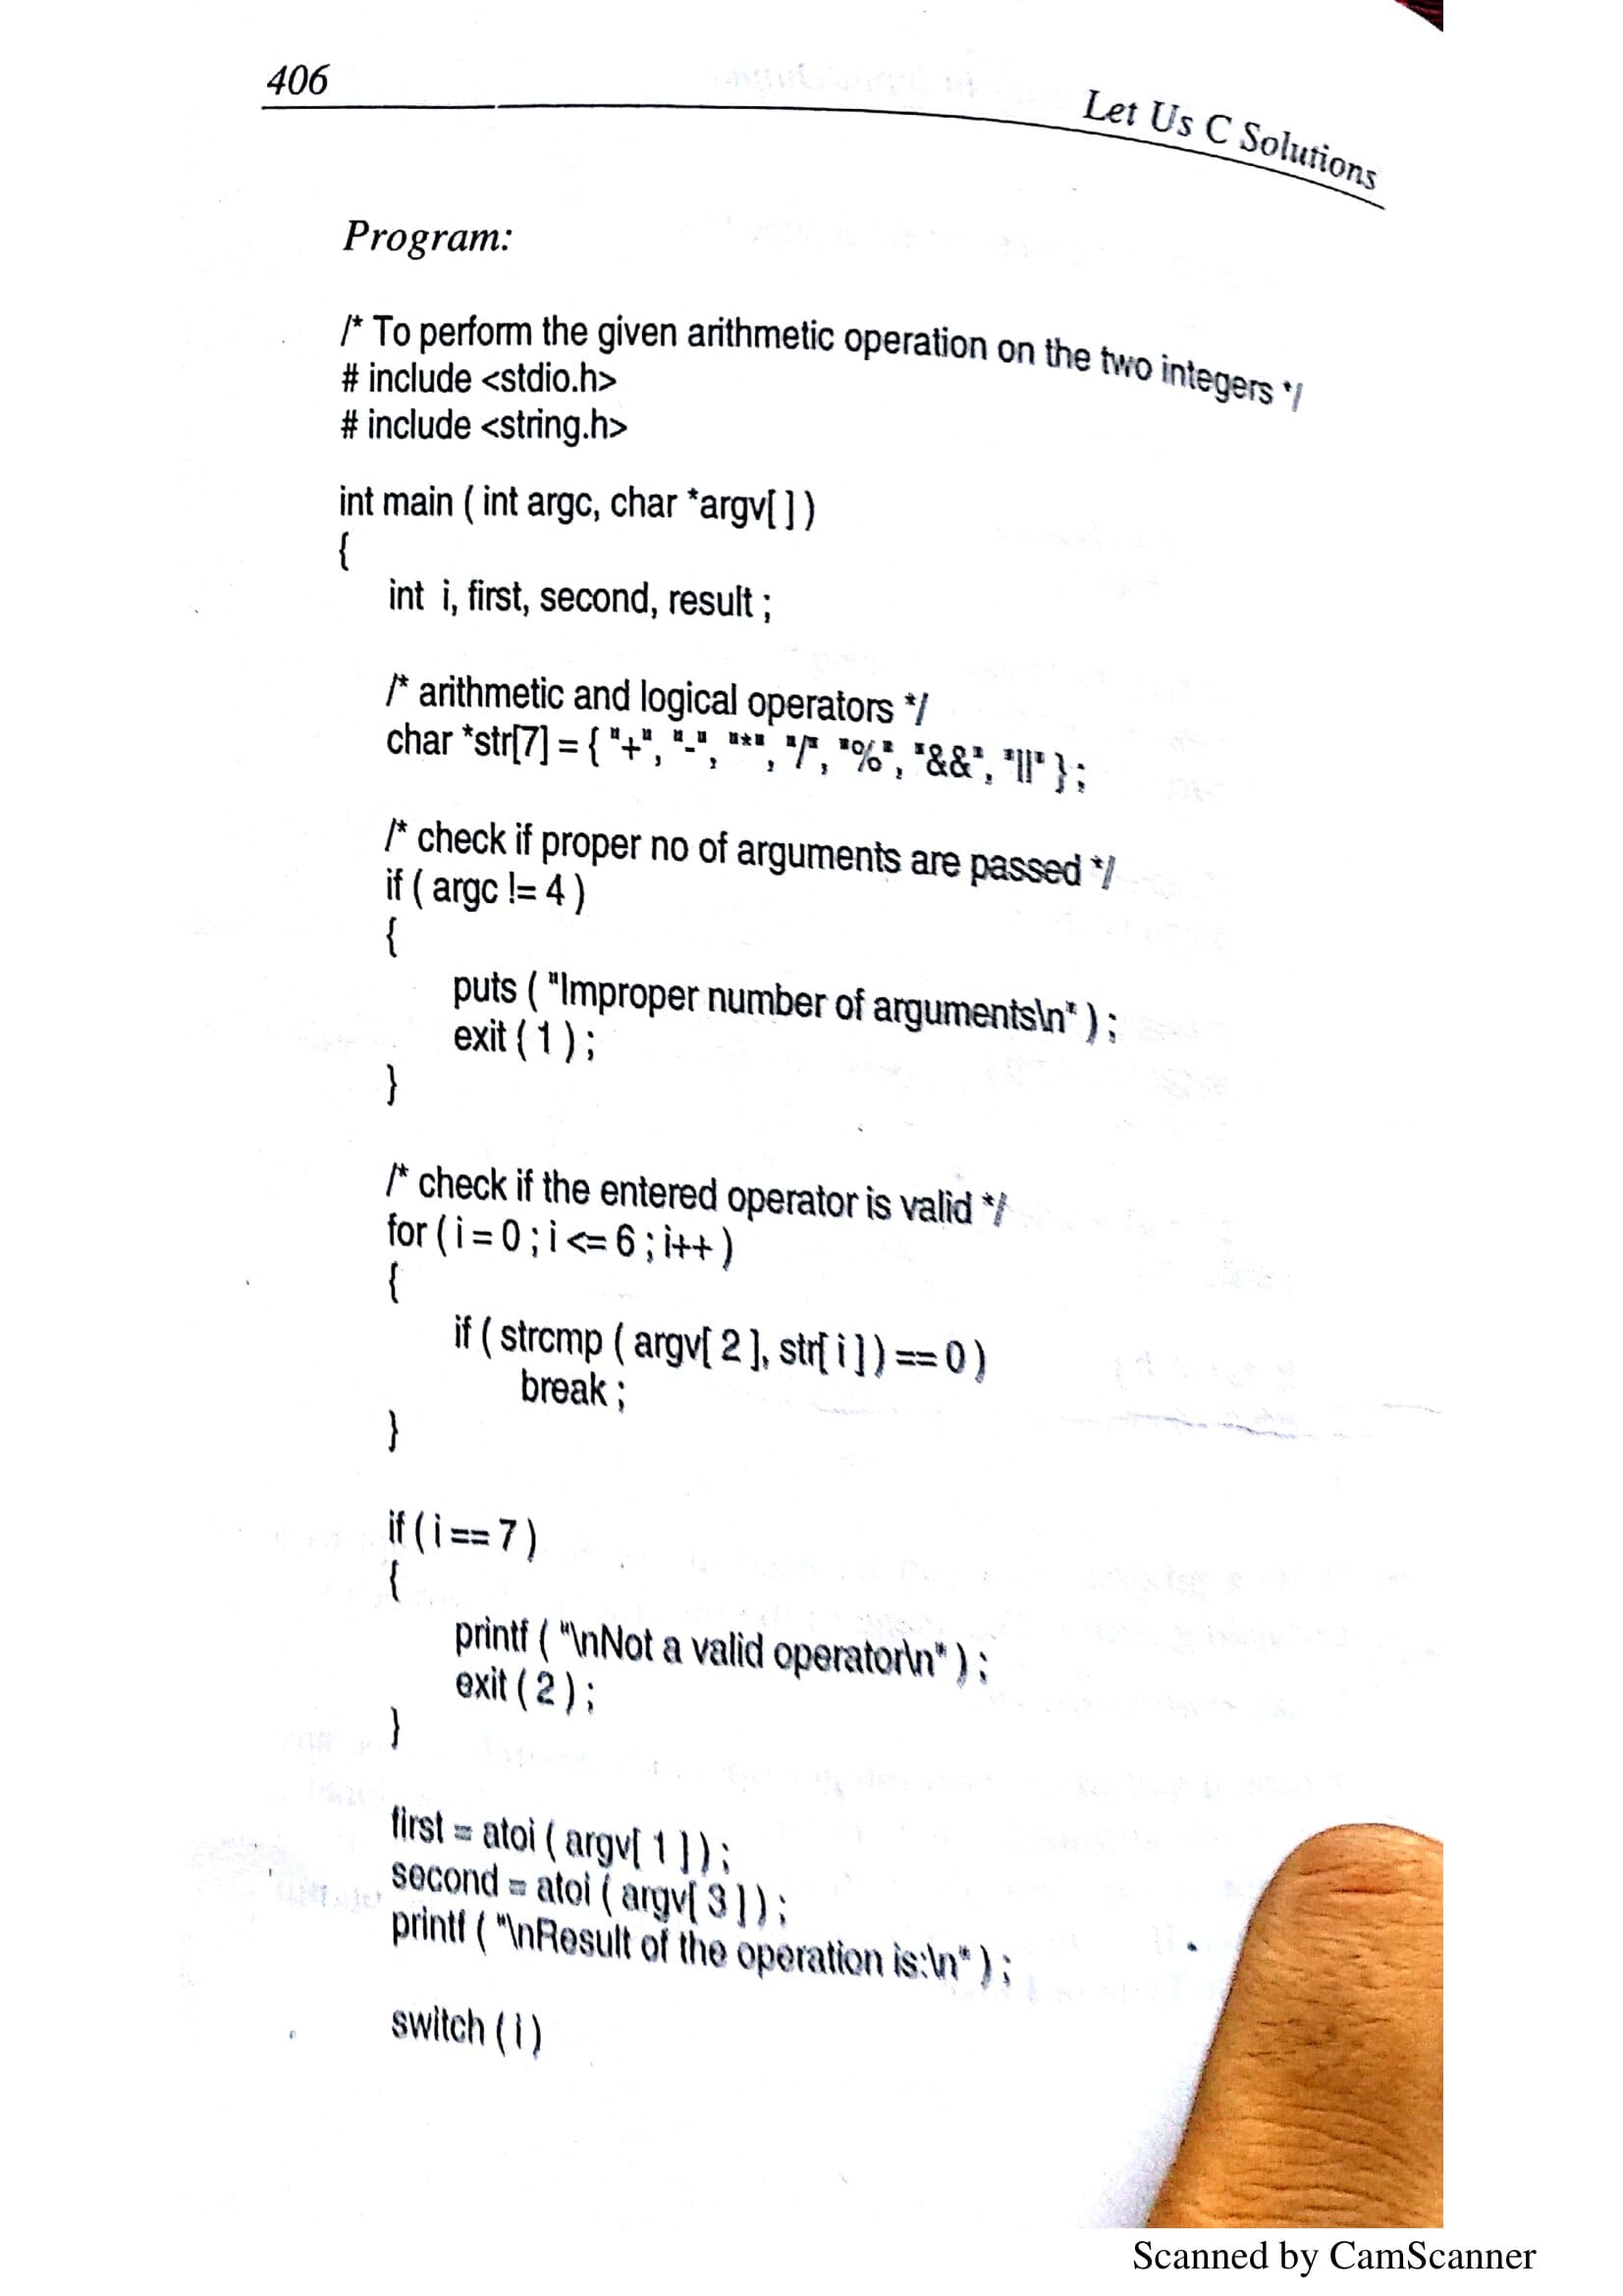 406
Let Us C Solutions
Program:
/* To perform the given arithmetic operation on the two integers */
# include <stdio.h>
# include <string.h>
int main ( int argc, char *argv[ ] )
{
int i, first, second, result ;
/* arithmetic and logical operators */
char *str[7] = { "+", "-", "*", "/", "%", "&&", "||" } ;
/* check if proper no of arguments are passed */
if ( argc != 4 )
{
puts ( "Improper number of arguments\n" ) ;
exit ( 1 ) ;
}
/* check if the entered operator is valid */
for ( i = 0 ; i <= 6 ; i++ )
{
if ( strcmp ( argv[ 2 ], str[ i ] ) == 0 )
break ;
}
if ( i == 7 )
{
printf ( "\nNot a valid operator\n" ) ;
exit ( 2 ) ;
}
first = atoi ( argv[ 1 ] ) ;
second = atoi ( argv[ 3 ] ) ;
printf ( "\nResult of the operation is:\n" ) ;
switch ( i )
Scanned by CamScanner